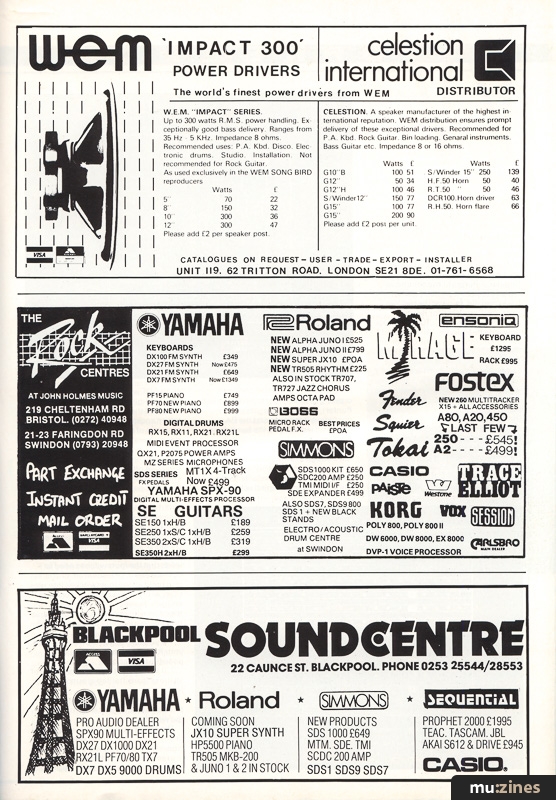 wem
'IMPACT 300'
POWER DRIVERS
celestion
international
DISTRIBUTOR
The world's finest power drivers from WEM
W.E.M. "IMPACT" SERIES.
Up to 300 watts R.M.S. power handling. Ex-
ceptionally good bass delivery. Ranges from
35 Hz - 5 KHz. Impedance 8 ohms.
Recommended uses: P.A. Kbd. Disco. Elec-
tronic drums. Studio. Installation. Not
recommended for Rock Guitar.
As used exclusively in the WEM SONG BIRD
reproducers
Watts £
5" 70 22
8" 150 32
10" 300 36
12" 300 47
Please add £2 per speaker post.
CELESTION. A speaker manufacturer of the highest in-
ternational reputation. WEM distribution ensures prompt
delivery of these exceptional drivers. Recommended for
P.A. Kbd. Rock Guitar. Bin loading. General instruments.
Bass Guitar etc. Impedance 8 or 16 ohms.
Watts £
G10"B 100 51
G12" 50 34
G12"H 100 46
S/Winder12" 150 77
G15" 100 77
G15" 200 90
Please add £2 post per unit.
Watts £
S/Winder 15" 250 139
H.F.50 Horn 50 40
R.T.50 " 50 46
DCR100.Horn driver 63
R.H.50. Horn flare 66
VISA
CATALOGUES ON REQUEST - USER - TRADE - EXPORT - INSTALLER
UNIT 119. 62 TRITTON ROAD, LONDON SE21 8DE. 01-761-6568
THE
Rock
CENTRES
AT JOHN HOLMES MUSIC
219 CHELTENHAM RD
BRISTOL. (0272) 40948
21-23 FARINGDON RD
SWINDON (0793) 20948
PART EXCHANGE
INSTANT CREDIT
MAIL ORDER
VISA
YAMAHA
KEYBOARDS
DX100 FM SYNTH £349
DX27 FM SYNTH Now £475
DX21 FM SYNTH £649
DX7 FM SYNTH Now £1349
PF15 PIANO £749
PF70 NEW PIANO £899
PF80 NEW PIANO £999
DIGITAL DRUMS
RX15, RX11, RX21. RX21L
MIDI EVENT PROCESSOR
QX21, P2075 POWER AMPS
MZ SERIES MICROPHONES
SDS SERIES MT1X 4-Track
FX PEDALS Now £499
YAMAHA SPX-90
DIGITAL MULTI-EFFECTS PROCESSOR
SE GUITARS
SE150 1xH/B £189
SE250 1xS/C 1xH/B £259
SE350 2xS/C 1xH/B £319
SE350H 2xH/B £299
Roland
NEW ALPHA JUNO I £525
NEW ALPHA JUNO II £799
NEW SUPER JX10 £POA
NEW TR505 RHYTHM £225
ALSO IN STOCK TR707,
TR727 JAZZ CHORUS
AMPS OCTA PAD
BOSS
MICRO RACK BEST PRICES
PEDAL F.X. £POA
SIMMONS
SDS 1000 KIT £650
SDC200 AMP £250
TMI MIDI I/F £250
SDE EXPANDER £499
ALSO SDS7, SDS9 800
SDS 1 + NEW BLACK
STANDS
ELECTRO/ACOUSTIC
DRUM CENTRE
at SWINDON
ensoniq
MIRAGE
KEYBOARD
£1295
RACK £995
FOSTEX
NEW 260 MULTITRACKER
X15 + ALL ACCESSORIES
A80, A20, 450
LAST FEW
250 - - - £545!
A2 - - - - £499!
Fender
Squier
Tokai
CASIO
TRACE
ELLIOT
PAiSTe
Westone
KORG
POLY 800, POLY 800 II
DW 6000, DW 8000, EX 8000
DVP-1 VOICE PROCESSOR
VOX
SESSION
CARLSBRO
MAIN DEALER
BLACKPOOL SOUNDCENTRE
ACCESS
VISA
22 CAUNCE ST. BLACKPOOL. PHONE 0253 25544/28553
YAMAHA
PRO AUDIO DEALER
SPX90 MULTI-EFFECTS
DX27 DX1000 DX21
RX21L PF70/80 TX7
DX7 DX5 9000 DRUMS
Roland
COMING SOON
JX10 SUPER SYNTH
HP5500 PIANO
TR505 MKB-200
& JUNO 1 & 2 IN STOCK
SIMMONS
NEW PRODUCTS
SDS 1000 £649
MTM. SDE. TMI
SCDC 200 AMP
SDS1 SDS9 SDS7
SEQUENTIAL
PROPHET 2000 £1995
TEAC. TASCAM. JBL
AKAI S612 & DRIVE £945
CASIO.
mu:zines